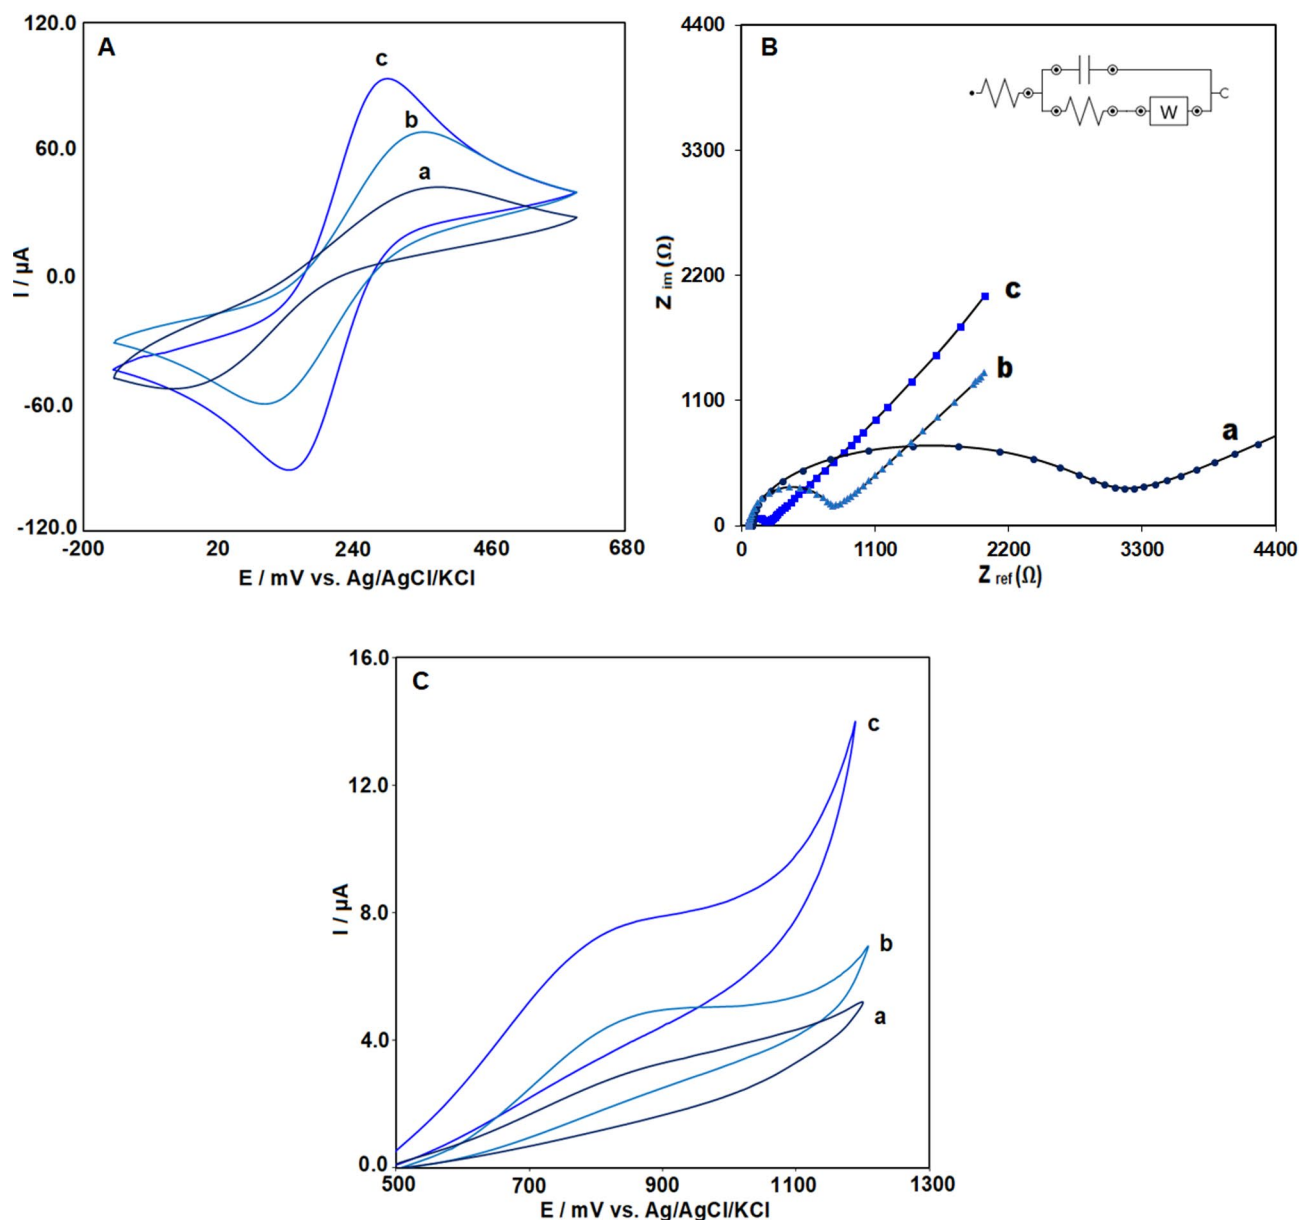 A
120.0
60.0
0.0
-60.0
-120.0
I / µA
c
b
a
-200 20 240 460 680
E / mV vs. Ag/AgCl/KCl
B
4400
3300
2200
1100
0
Z im (Ω)
W
c
b
a
0 1100 2200 3300 4400
Z ref (Ω)
C
16.0
12.0
8.0
4.0
0.0
I / µA
c
b
a
500 700 900 1100 1300
E / mV vs. Ag/AgCl/KCl